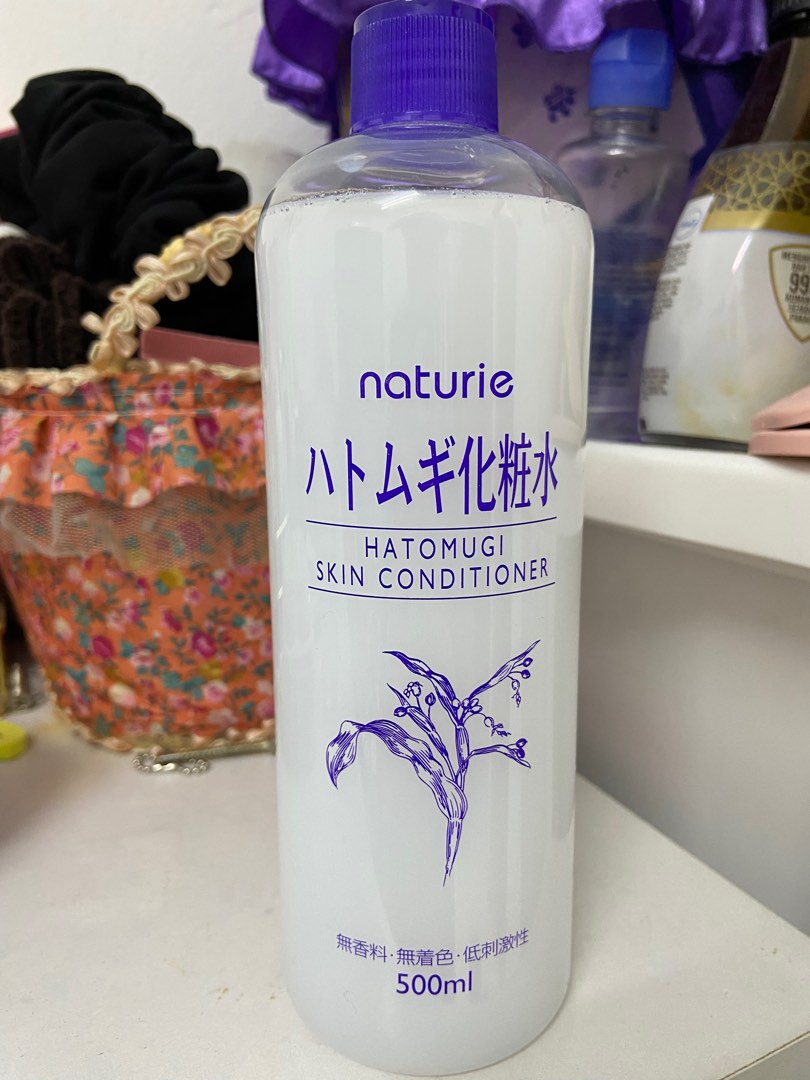 naturie
ハトムギ化粧水
HATOMUGI
SKIN CONDITIONER
無香料・無着色・低刺激性
500ml